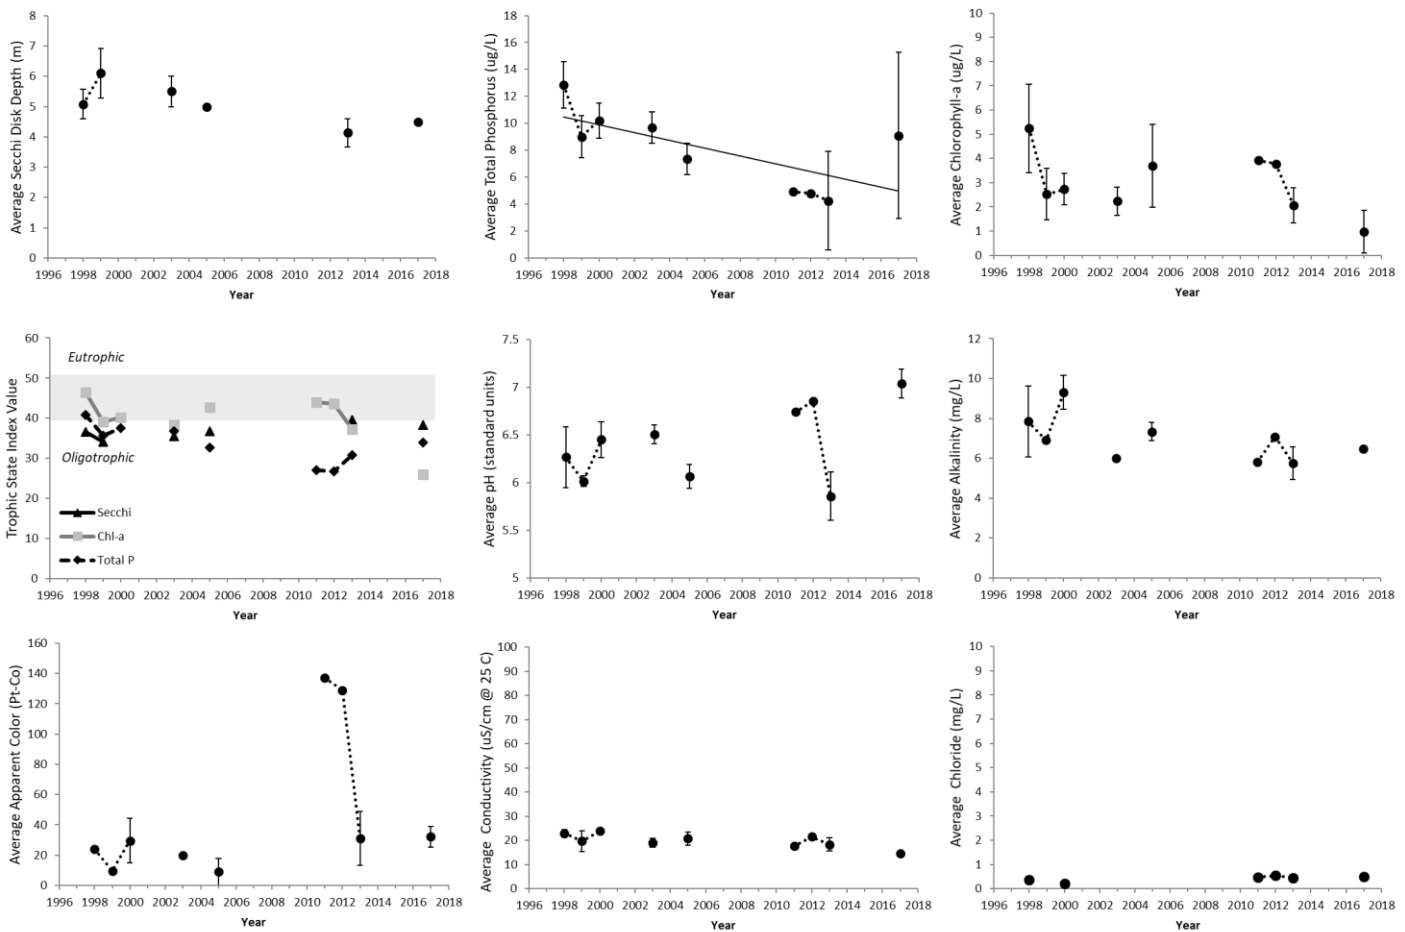 Average Secchi Disk Depth (m)
8
7
6
5
4
3
2
1
0
1996 1998 2000 2002 2004 2006 2008 2010 2012 2014 2016 2018
Year
Average Total Phosphorus (ug/L)
18
16
14
12
10
8
6
4
2
0
1996 1998 2000 2002 2004 2006 2008 2010 2012 2014 2016 2018
Year
Average Chlorophyll-a (ug/L)
10
9
8
7
6
5
4
3
2
1
0
1996 1998 2000 2002 2004 2006 2008 2010 2012 2014 2016 2018
Year
Trophic State Index Value
60
50
40
30
20
10
0
Eutrophic
Oligotrophic
Secchi
Chl-a
Total P
1996 1998 2000 2002 2004 2006 2008 2010 2012 2014 2016 2018
Year
Average pH (standard units)
7.5
7
6.5
6
5.5
5
1996 1998 2000 2002 2004 2006 2008 2010 2012 2014 2016 2018
Year
Average Alkalinity (mg/L)
12
10
8
6
4
2
0
1996 1998 2000 2002 2004 2006 2008 2010 2012 2014 2016 2018
Year
Average Apparent Color (Pt-Co)
160
140
120
100
80
60
40
20
0
1996 1998 2000 2002 2004 2006 2008 2010 2012 2014 2016 2018
Year
Average Conductivity (uS/cm @ 25 C)
100
90
80
70
60
50
40
30
20
10
0
1996 1998 2000 2002 2004 2006 2008 2010 2012 2014 2016 2018
Year
Average Chloride (mg/L)
10
9
8
7
6
5
4
3
2
1
0
1996 1998 2000 2002 2004 2006 2008 2010 2012 2014 2016 2018
Year